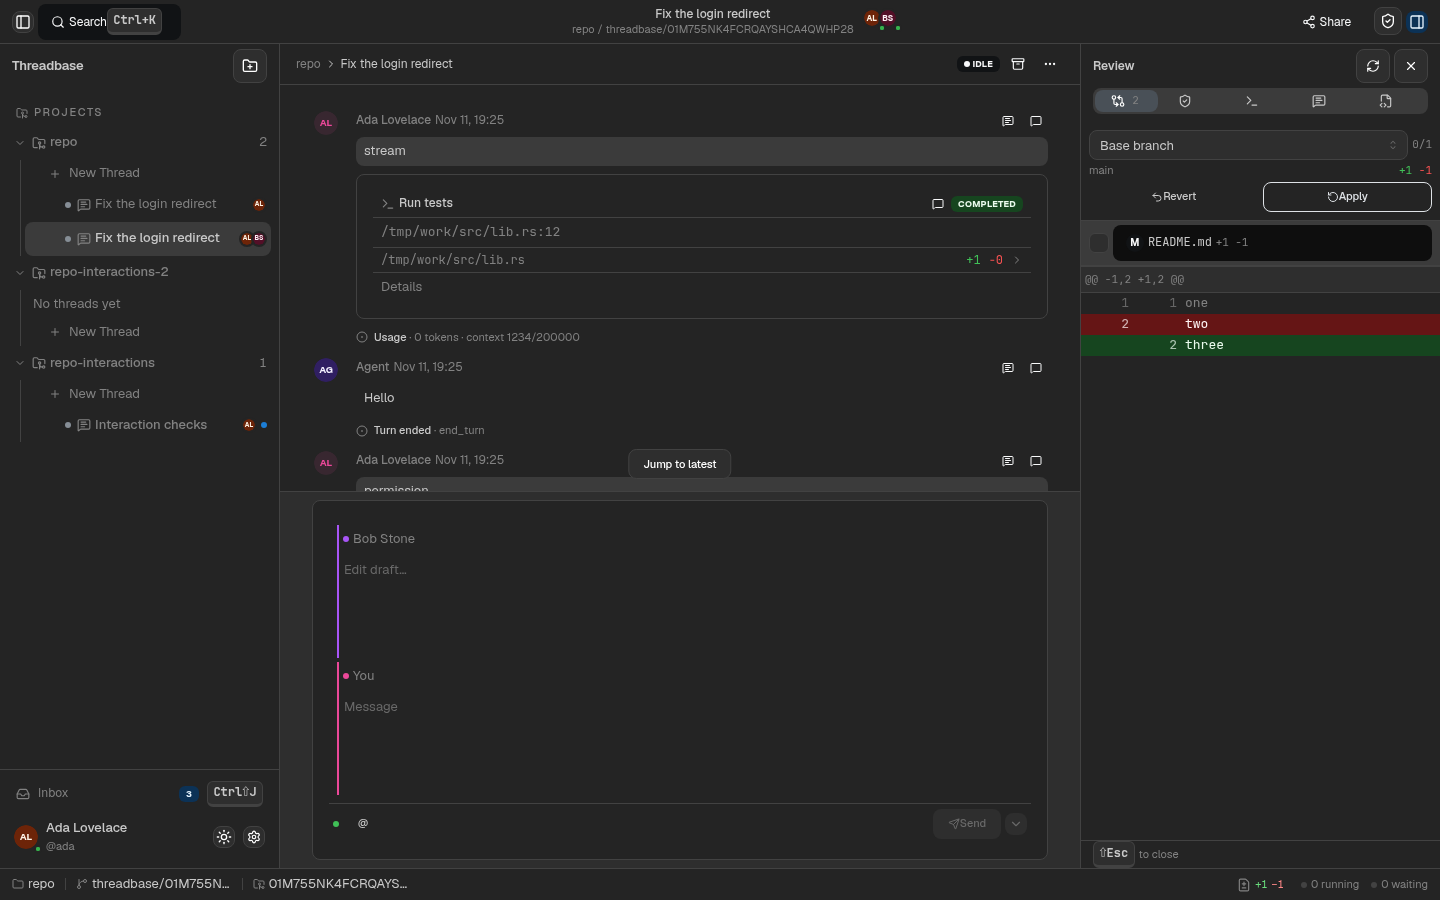 Search Ctrl+K
Fix the login redirect
repo / threadbase/01M755NK4FCRQAYSHCA4QWHP28
AL BS
Share
Threadbase
PROJECTS
repo 2
New Thread
Fix the login redirect AL
Fix the login redirect AL BS
repo-interactions-2
No threads yet
New Thread
repo-interactions 1
New Thread
Interaction checks AL
Inbox 3 Ctrl⇧J
AL Ada Lovelace
@ada
repo > Fix the login redirect IDLE
AL Ada Lovelace Nov 11, 19:25
stream
Run tests COMPLETED
/tmp/work/src/lib.rs:12
/tmp/work/src/lib.rs +1 -0
Details
Usage · 0 tokens · context 1234/200000
AG Agent Nov 11, 19:25
Hello
Turn ended · end_turn
AL Ada Lovelace Nov 11, 19:25
Jump to latest
permission
Bob Stone
Edit draft…
You
Message
@ Send
Review
2
Base branch 0/1
main +1 -1
Revert Apply
M README.md +1 -1
@@ -1,2 +1,2 @@
1 1 one
2 two
2 three
⇧Esc to close
repo threadbase/01M755N… 01M755NK4FCRQAYS… +1 −1 0 running 0 waiting